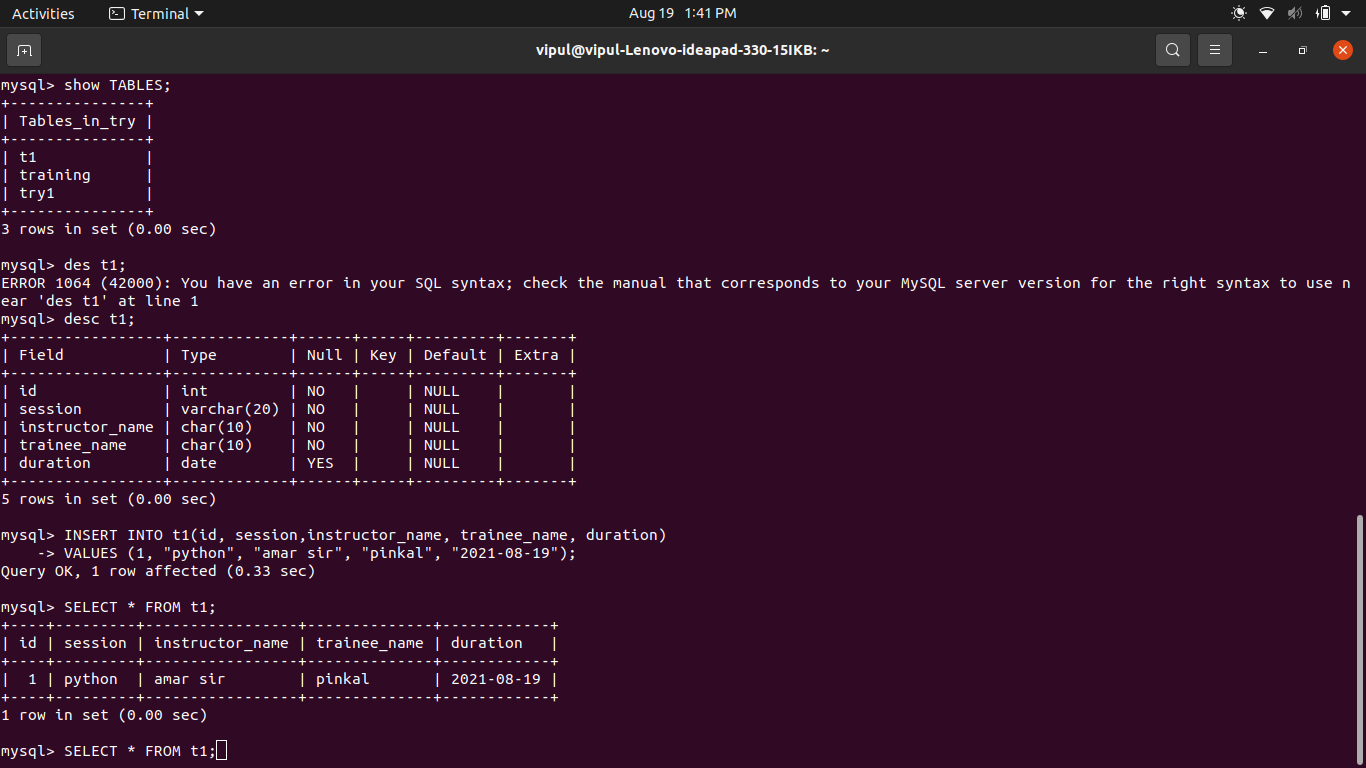 Activities Terminal Aug 19 1:41 PM
vipul@vipul-Lenovo-ideapad-330-15IKB: ~
mysql> show TABLES;
+---------------+
| Tables_in_try |
+---------------+
| t1            |
| training      |
| try1          |
+---------------+
3 rows in set (0.00 sec)

mysql> des t1;
ERROR 1064 (42000): You have an error in your SQL syntax; check the manual that corresponds to your MySQL server version for the right syntax to use n
ear 'des t1' at line 1
mysql> desc t1;
+-----------------+-------------+------+-----+---------+-------+
| Field           | Type        | Null | Key | Default | Extra |
+-----------------+-------------+------+-----+---------+-------+
| id              | int         | NO   |     | NULL    |       |
| session         | varchar(20) | NO   |     | NULL    |       |
| instructor_name | char(10)    | NO   |     | NULL    |       |
| trainee_name    | char(10)    | NO   |     | NULL    |       |
| duration        | date        | YES  |     | NULL    |       |
+-----------------+-------------+------+-----+---------+-------+
5 rows in set (0.00 sec)

mysql> INSERT INTO t1(id, session,instructor_name, trainee_name, duration)
    -> VALUES (1, "python", "amar sir", "pinkal", "2021-08-19");
Query OK, 1 row affected (0.33 sec)

mysql> SELECT * FROM t1;
+----+---------+-----------------+--------------+------------+
| id | session | instructor_name | trainee_name | duration   |
+----+---------+-----------------+--------------+------------+
|  1 | python  | amar sir        | pinkal       | 2021-08-19 |
+----+---------+-----------------+--------------+------------+
1 row in set (0.00 sec)

mysql> SELECT * FROM t1;